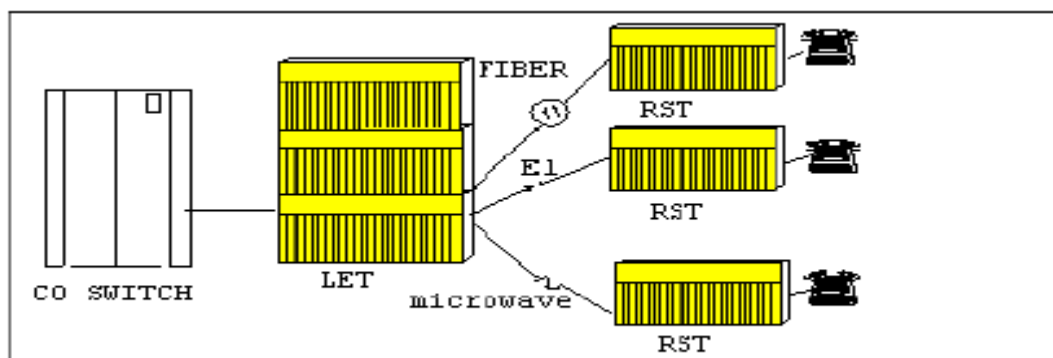 FIBER
RST
E1
RST
CO SWITCH
LET
microwave
RST